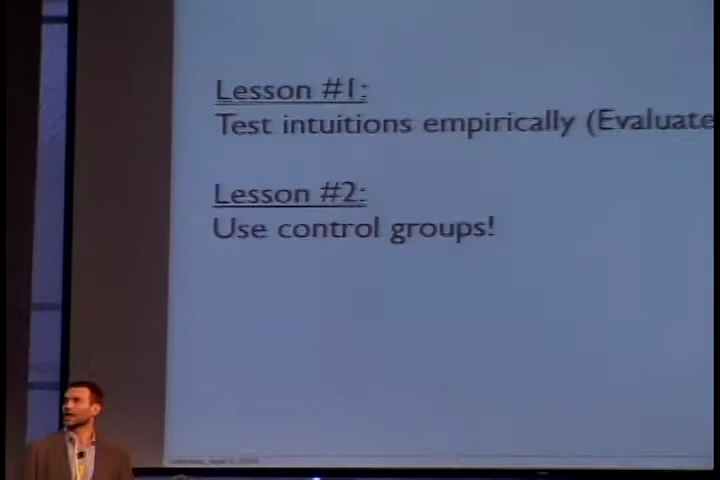 Lesson #1:
Test intuitions empirically (Evaluate
Lesson #2:
Use control groups!